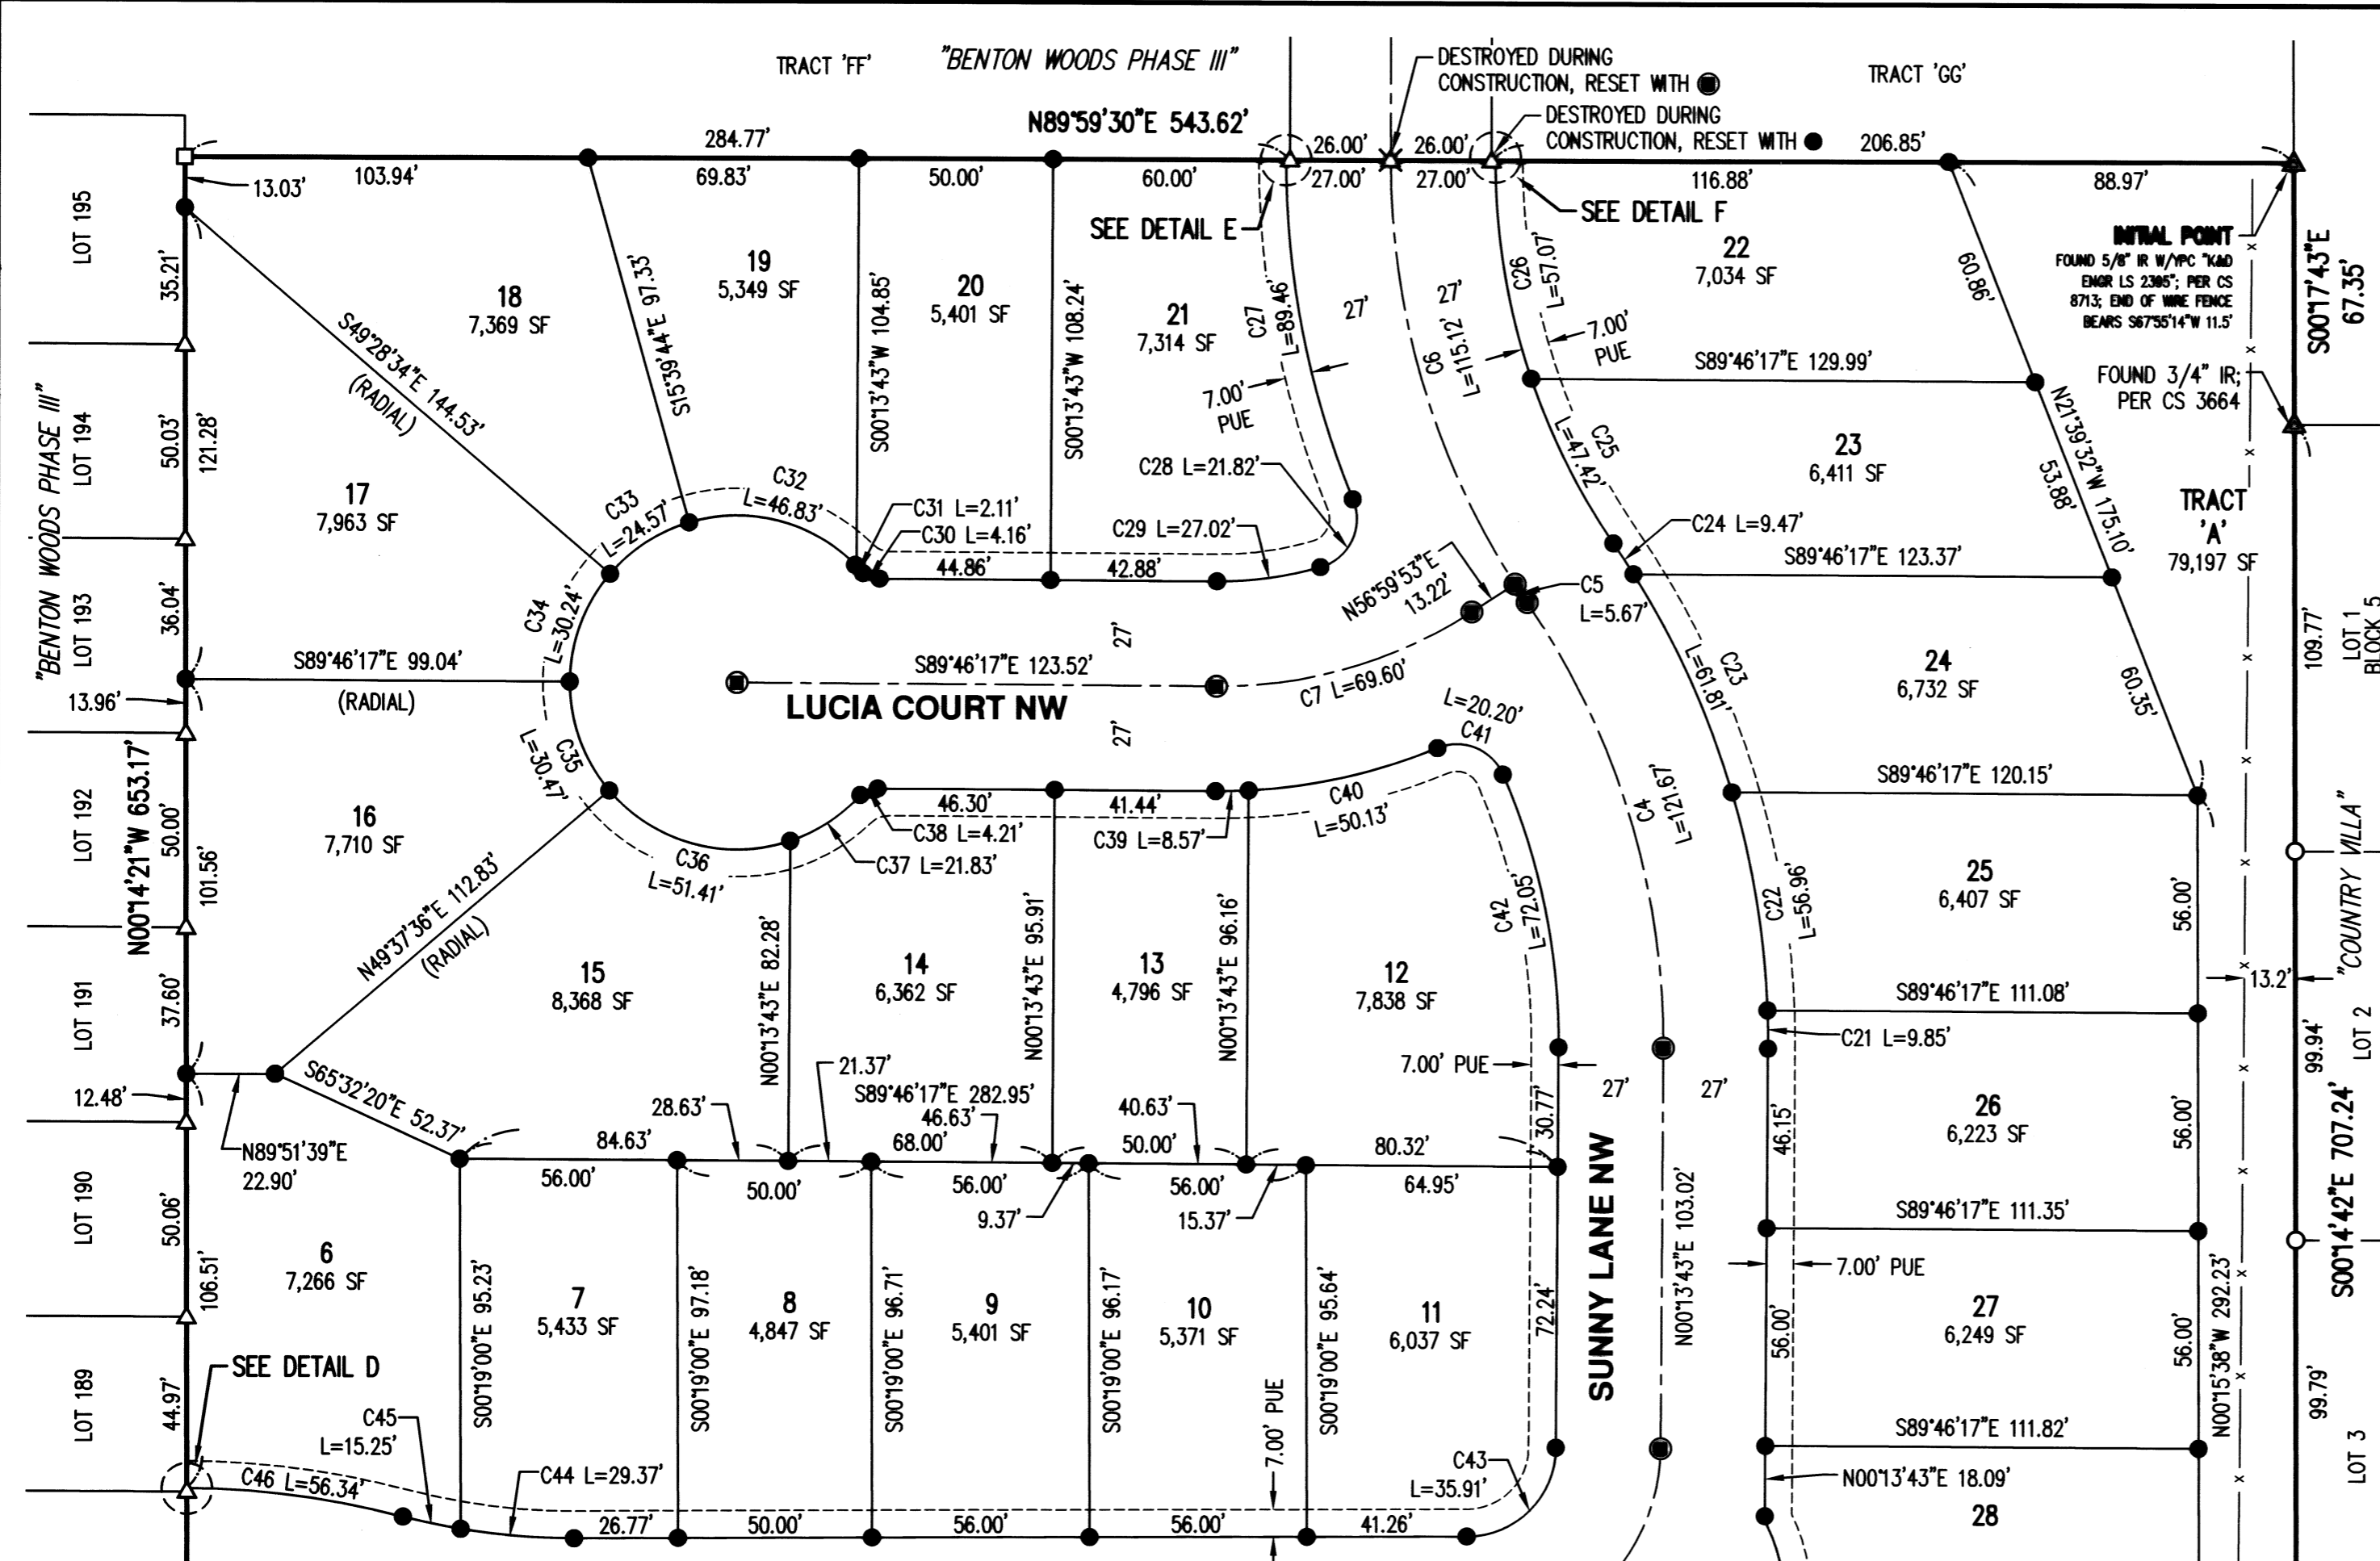 TRACT 'FF'
"BENTON WOODS PHASE III"
DESTROYED DURING
CONSTRUCTION, RESET WITH
TRACT 'GG'
DESTROYED DURING
CONSTRUCTION, RESET WITH
N89°59'30"E 543.62'
284.77'
26.00'
26.00'
206.85'
103.94'
69.83'
50.00'
60.00'
27.00'
27.00'
116.88'
88.97'
13.03'
SEE DETAIL E
SEE DETAIL F
INITIAL POINT
FOUND 5/8" IR W/YPC "K&D
ENGR LS 2395"; PER CS
8713; END OF WIRE FENCE
BEARS S67°55'14"W 11.5'
S00°17'43"E
67.35'
FOUND 3/4" IR;
PER CS 3664
LOT 195
35.21'
18
7,369 SF
S15°39'44"E 97.33'
19
5,349 SF
S00°13'43"W 104.85'
20
5,401 SF
S00°13'43"W 108.24'
21
7,314 SF
C27
L=89.46'
27'
27'
C6
L=115.12'
C26
L=57.07'
22
7,034 SF
60.86'
7.00'
PUE
7.00'
PUE
S89°46'17"E 129.99'
"BENTON WOODS PHASE III"
LOT 194
50.03'
121.28'
S49°28'34"E 144.53'
(RADIAL)
17
7,963 SF
C33
L=24.57'
C32
L=46.83'
C31 L=2.11'
C30 L=4.16'
C28 L=21.82'
C29 L=27.02'
44.86'
42.88'
C25
L=47.42'
23
6,411 SF
N21°39'32"W 175.10'
53.88'
TRACT
'A'
79,197 SF
C24 L=9.47'
S89°46'17"E 123.37'
N56°59'53"E
13.22'
C5
L=5.67'
LOT 193
36.04'
C34
L=30.24'
S89°46'17"E 99.04'
(RADIAL)
27'
S89°46'17"E 123.52'
LUCIA COURT NW
C7 L=69.60'
27'
C23
L=61.81'
24
6,732 SF
60.35'
109.77'
LOT 1
BLOCK 5
13.96'
N00°14'21"W 653.17'
C35
L=30.47'
L=20.20'
C41
C4
L=121.67'
S89°46'17"E 120.15'
LOT 192
50.00'
101.56'
16
7,710 SF
46.30'
41.44'
C40
L=50.13'
C38 L=4.21'
C39 L=8.57'
C37 L=21.83'
C36
L=51.41'
N49°37'36"E 112.83'
(RADIAL)
25
6,407 SF
56.00'
"COUNTRY VILLA"
C22
L=56.96'
C42
L=72.05'
N00°13'43"E 82.28'
N00°13'43"E 95.91'
N00°13'43"E 96.16'
LOT 191
37.60'
15
8,368 SF
14
6,362 SF
13
4,796 SF
12
7,838 SF
S89°46'17"E 111.08'
13.2'
C21 L=9.85'
LOT 2
99.94'
12.48'
S65°32'20"E 52.37'
N89°51'39"E
22.90'
28.63'
21.37'
S89°46'17"E 282.95'
46.63'
40.63'
7.00' PUE
30.77'
27'
27'
84.63'
68.00'
50.00'
80.32'
56.00'
50.00'
56.00'
56.00'
64.95'
9.37'
15.37'
46.15'
26
6,223 SF
56.00'
S00°14'42"E 707.24'
LOT 190
50.06'
106.51'
6
7,266 SF
S00°19'00"E 95.23'
7
5,433 SF
S00°19'00"E 97.18'
8
4,847 SF
S00°19'00"E 96.71'
9
5,401 SF
S00°19'00"E 96.17'
10
5,371 SF
S00°19'00"E 95.64'
11
6,037 SF
72.24'
SUNNY LANE NW
N00°13'43"E 103.02'
S89°46'17"E 111.35'
7.00' PUE
27
6,249 SF
56.00'
56.00'
N00°15'38"W 292.23'
99.79'
LOT 189
44.97'
SEE DETAIL D
C45
L=15.25'
C46 L=56.34'
C44 L=29.37'
7.00' PUE
C43
L=35.91'
S89°46'17"E 111.82'
N00°13'43"E 18.09'
28
LOT 3
26.77'
50.00'
56.00'
56.00'
41.26'